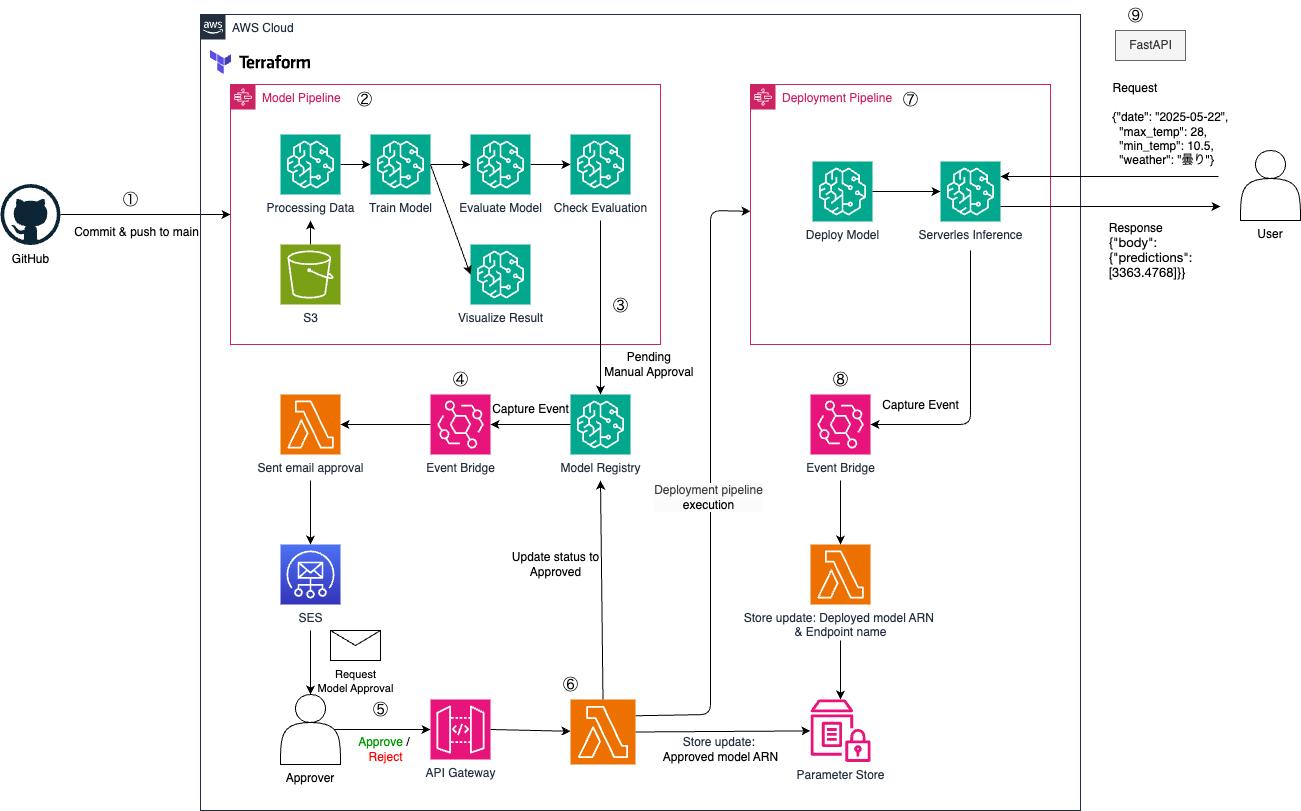 aws
AWS Cloud
Terraform
⑨
FastAPI
Request
{"date": "2025-05-22",
"max_temp": 28,
"min_temp": 10.5,
"weather": "曇り"}
Model Pipeline ②
Deployment Pipeline ⑦
①
Commit & push to main
GitHub
Processing Data
Train Model
Evaluate Model
Check Evaluation
S3
Visualize Result
③
Deploy Model
Serverles Inference
User
Response
{"body":
{"predictions":
[3363.4768]}}
Pending
Manual Approval
④
Capture Event
Sent email approval
Event Bridge
Model Registry
⑧
Capture Event
Event Bridge
Deployment pipeline
execution
Update status to
Approved
SES
Request
Model Approval
Store update: Deployed model ARN
& Endpoint name
⑤
Approve /
Reject
Approver
API Gateway
⑥
Store update:
Approved model ARN
Parameter Store